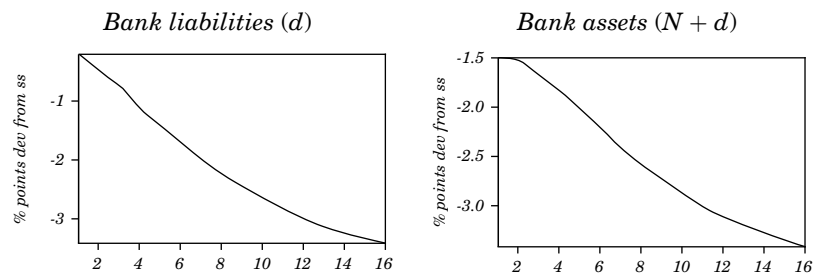 Bank liabilities (d)
% points dev from ss
-1
-2
-3
2 4 6 8 10 12 14 16
Bank assets (N + d)
% points dev from ss
-1.5
-2.0
-2.5
-3.0
2 4 6 8 10 12 14 16